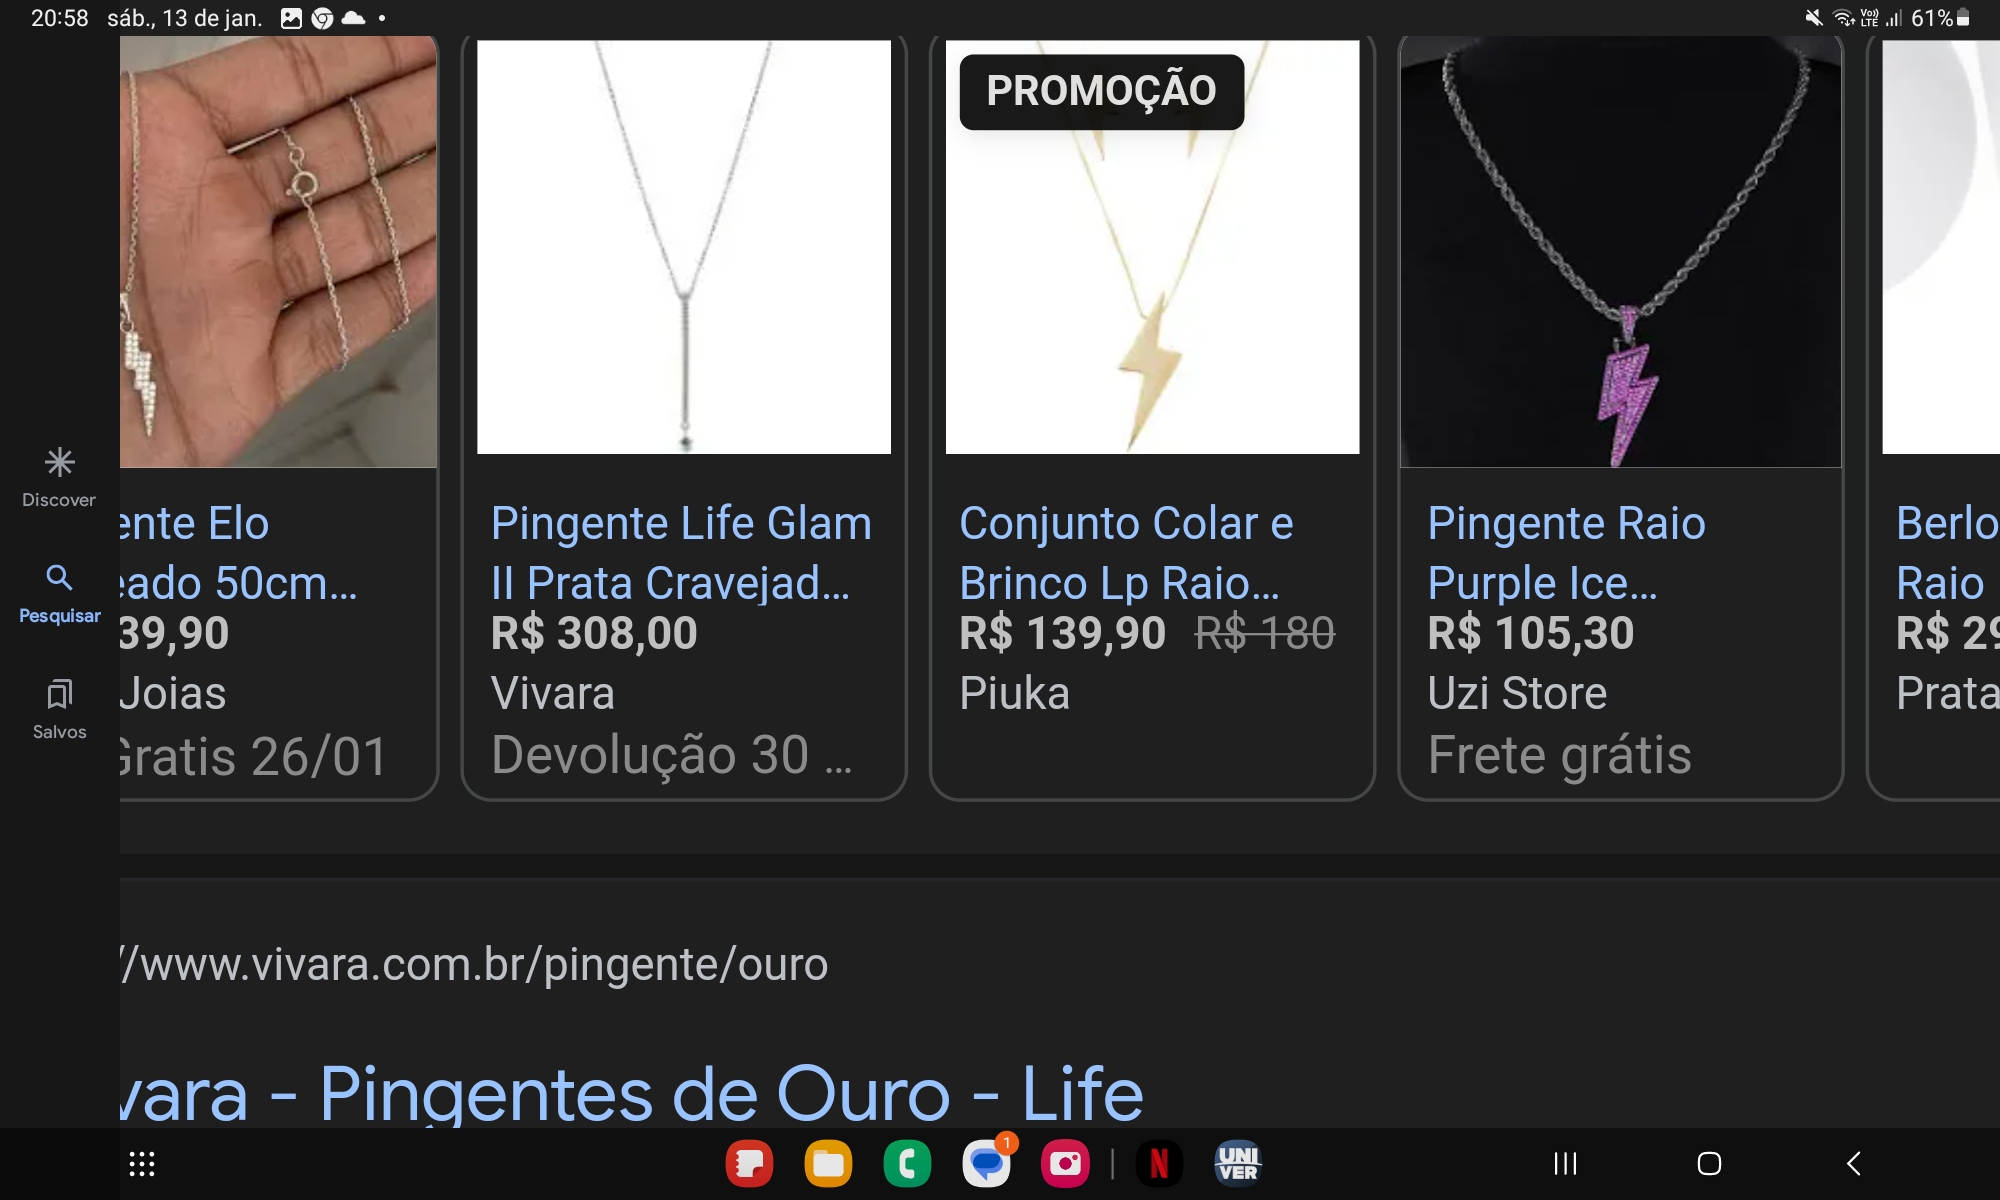 20:58 sáb., 13 de jan.
Vo)) LTE 61%
PROMOÇÃO
ente Elo
eado 50cm...
39,90
Joias
Gratis 26/01
Pingente Life Glam
II Prata Cravejad...
R$ 308,00
Vivara
Devolução 30 ...
Conjunto Colar e
Brinco Lp Raio...
R$ 139,90 R$ 180
Piuka
Pingente Raio
Purple Ice...
R$ 105,30
Uzi Store
Frete grátis
Berlo
Raio
R$ 29
Prata
Discover
Pesquisar
Salvos
//www.vivara.com.br/pingente/ouro
vara - Pingentes de Ouro - Life
1
N
UNI
VER